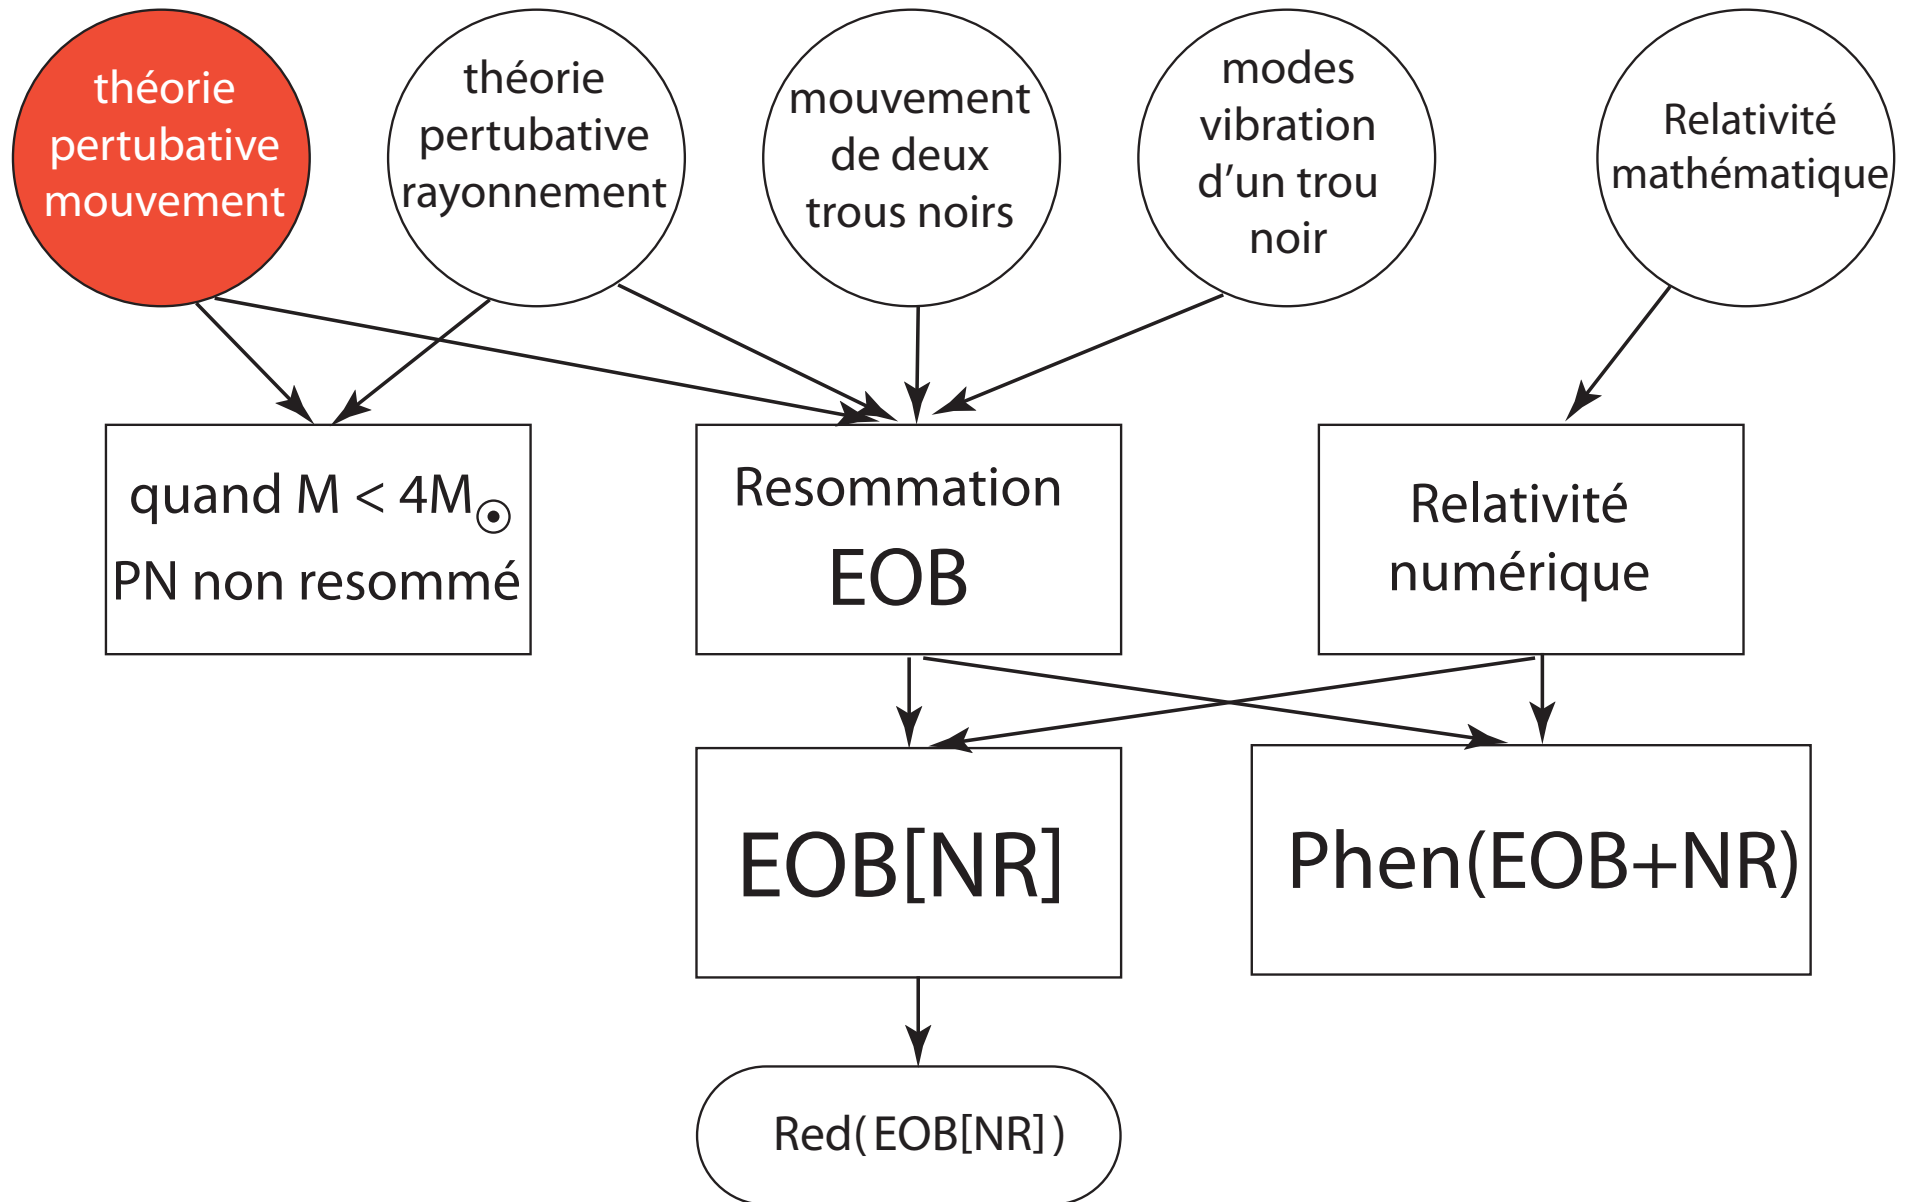 théorie
pertubative
mouvement
théorie
pertubative
rayonnement
mouvement
de deux
trous noirs
modes
vibration
d'un trou
noir
Relativité
mathématique
quand M < 4M☉
PN non resommé
Resommation
EOB
Relativité
numérique
EOB[NR]
Phen(EOB+NR)
Red(EOB[NR])